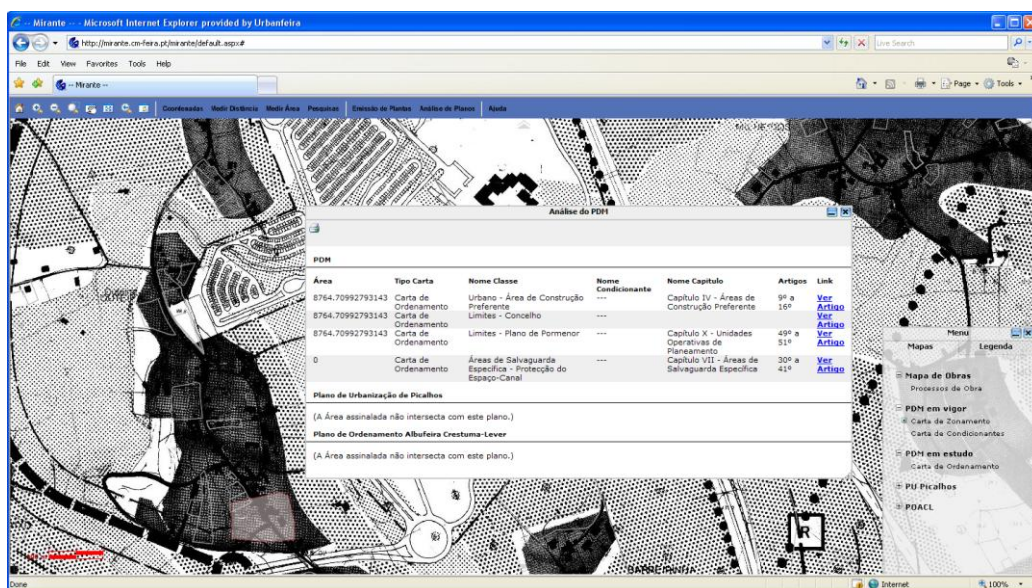 -- Mirante -- - Microsoft Internet Explorer provided by Urbanfeira
http://mirante.cm-feira.pt/mirante/default.aspx#
Live Search
File Edit View Favorites Tools Help
-- Mirante --
Page Tools
Coordenadas Medir Distância Medir Área Pesquisas Emissão de Plantas Análise de Planos Ajuda
Análise do PDM
PDM
Área Tipo Carta Nome Classe Nome Condicionante Nome Capitulo Artigos Link
8764.70992793143 Carta de Ordenamento Urbano - Área de Construção Preferente --- Capítulo IV - Áreas de Construção Preferente 9º a 16º Ver Artigo
8764.70992793143 Carta de Ordenamento Limites - Concelho --- Ver Artigo
8764.70992793143 Carta de Ordenamento Limites - Plano de Pormenor --- Capítulo X - Unidades Operativas de Planeamento 49º a 51º Ver Artigo
0 Carta de Ordenamento Áreas de Salvaguarda Específica - Protecção do Espaço-Canal --- Capítulo VII - Áreas de Salvaguarda Específica 30º a 41º Ver Artigo
Plano de Urbanização de Picalhos
(A Área assinalada não intersecta com este plano.)
Plano de Ordenamento Albufeira Crestuma-Lever
(A Área assinalada não intersecta com este plano.)
Menu
Mapas Legenda
Mapa de Obras
Processos de Obra
PDM em vigor
Carta de Zonamento
Carta de Condicionantes
PDM em estudo
Carta de Ordenamento
PU Picalhos
POACL
R
Done
Internet
100%